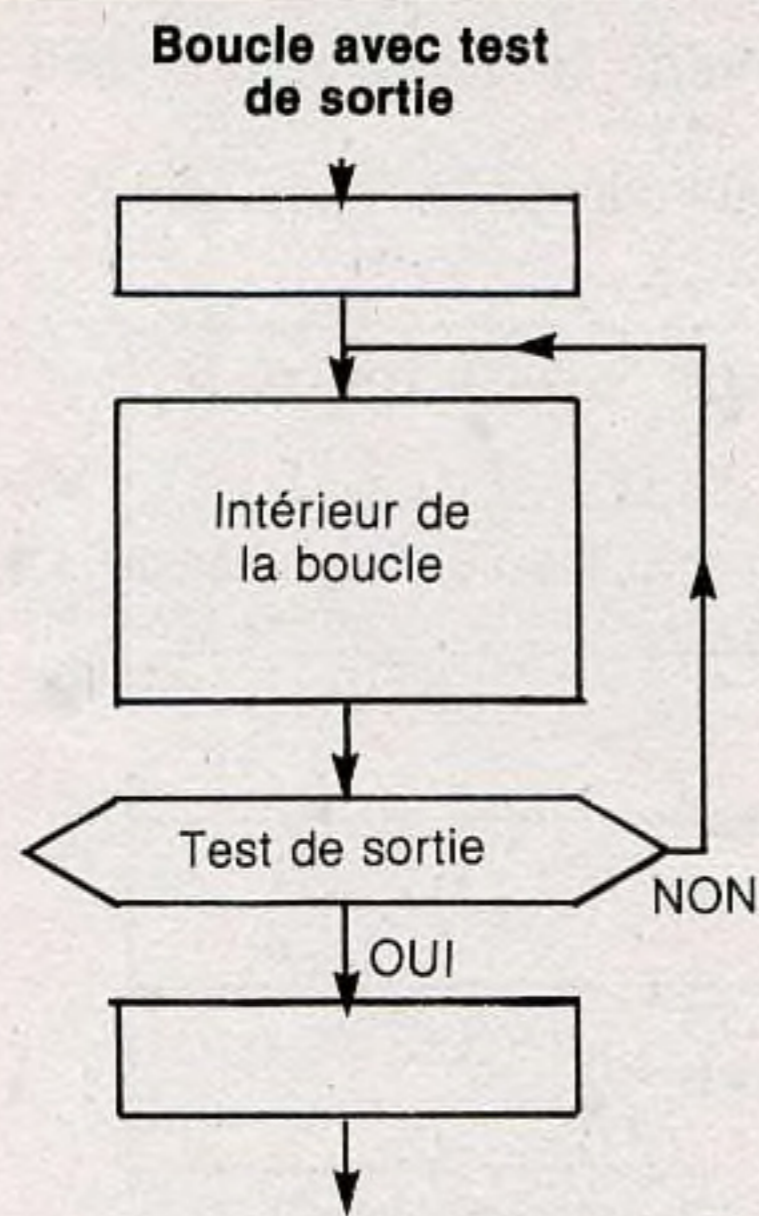 Boucle avec test
de sortie
Intérieur de
la boucle
Test de sortie
NON
OUI